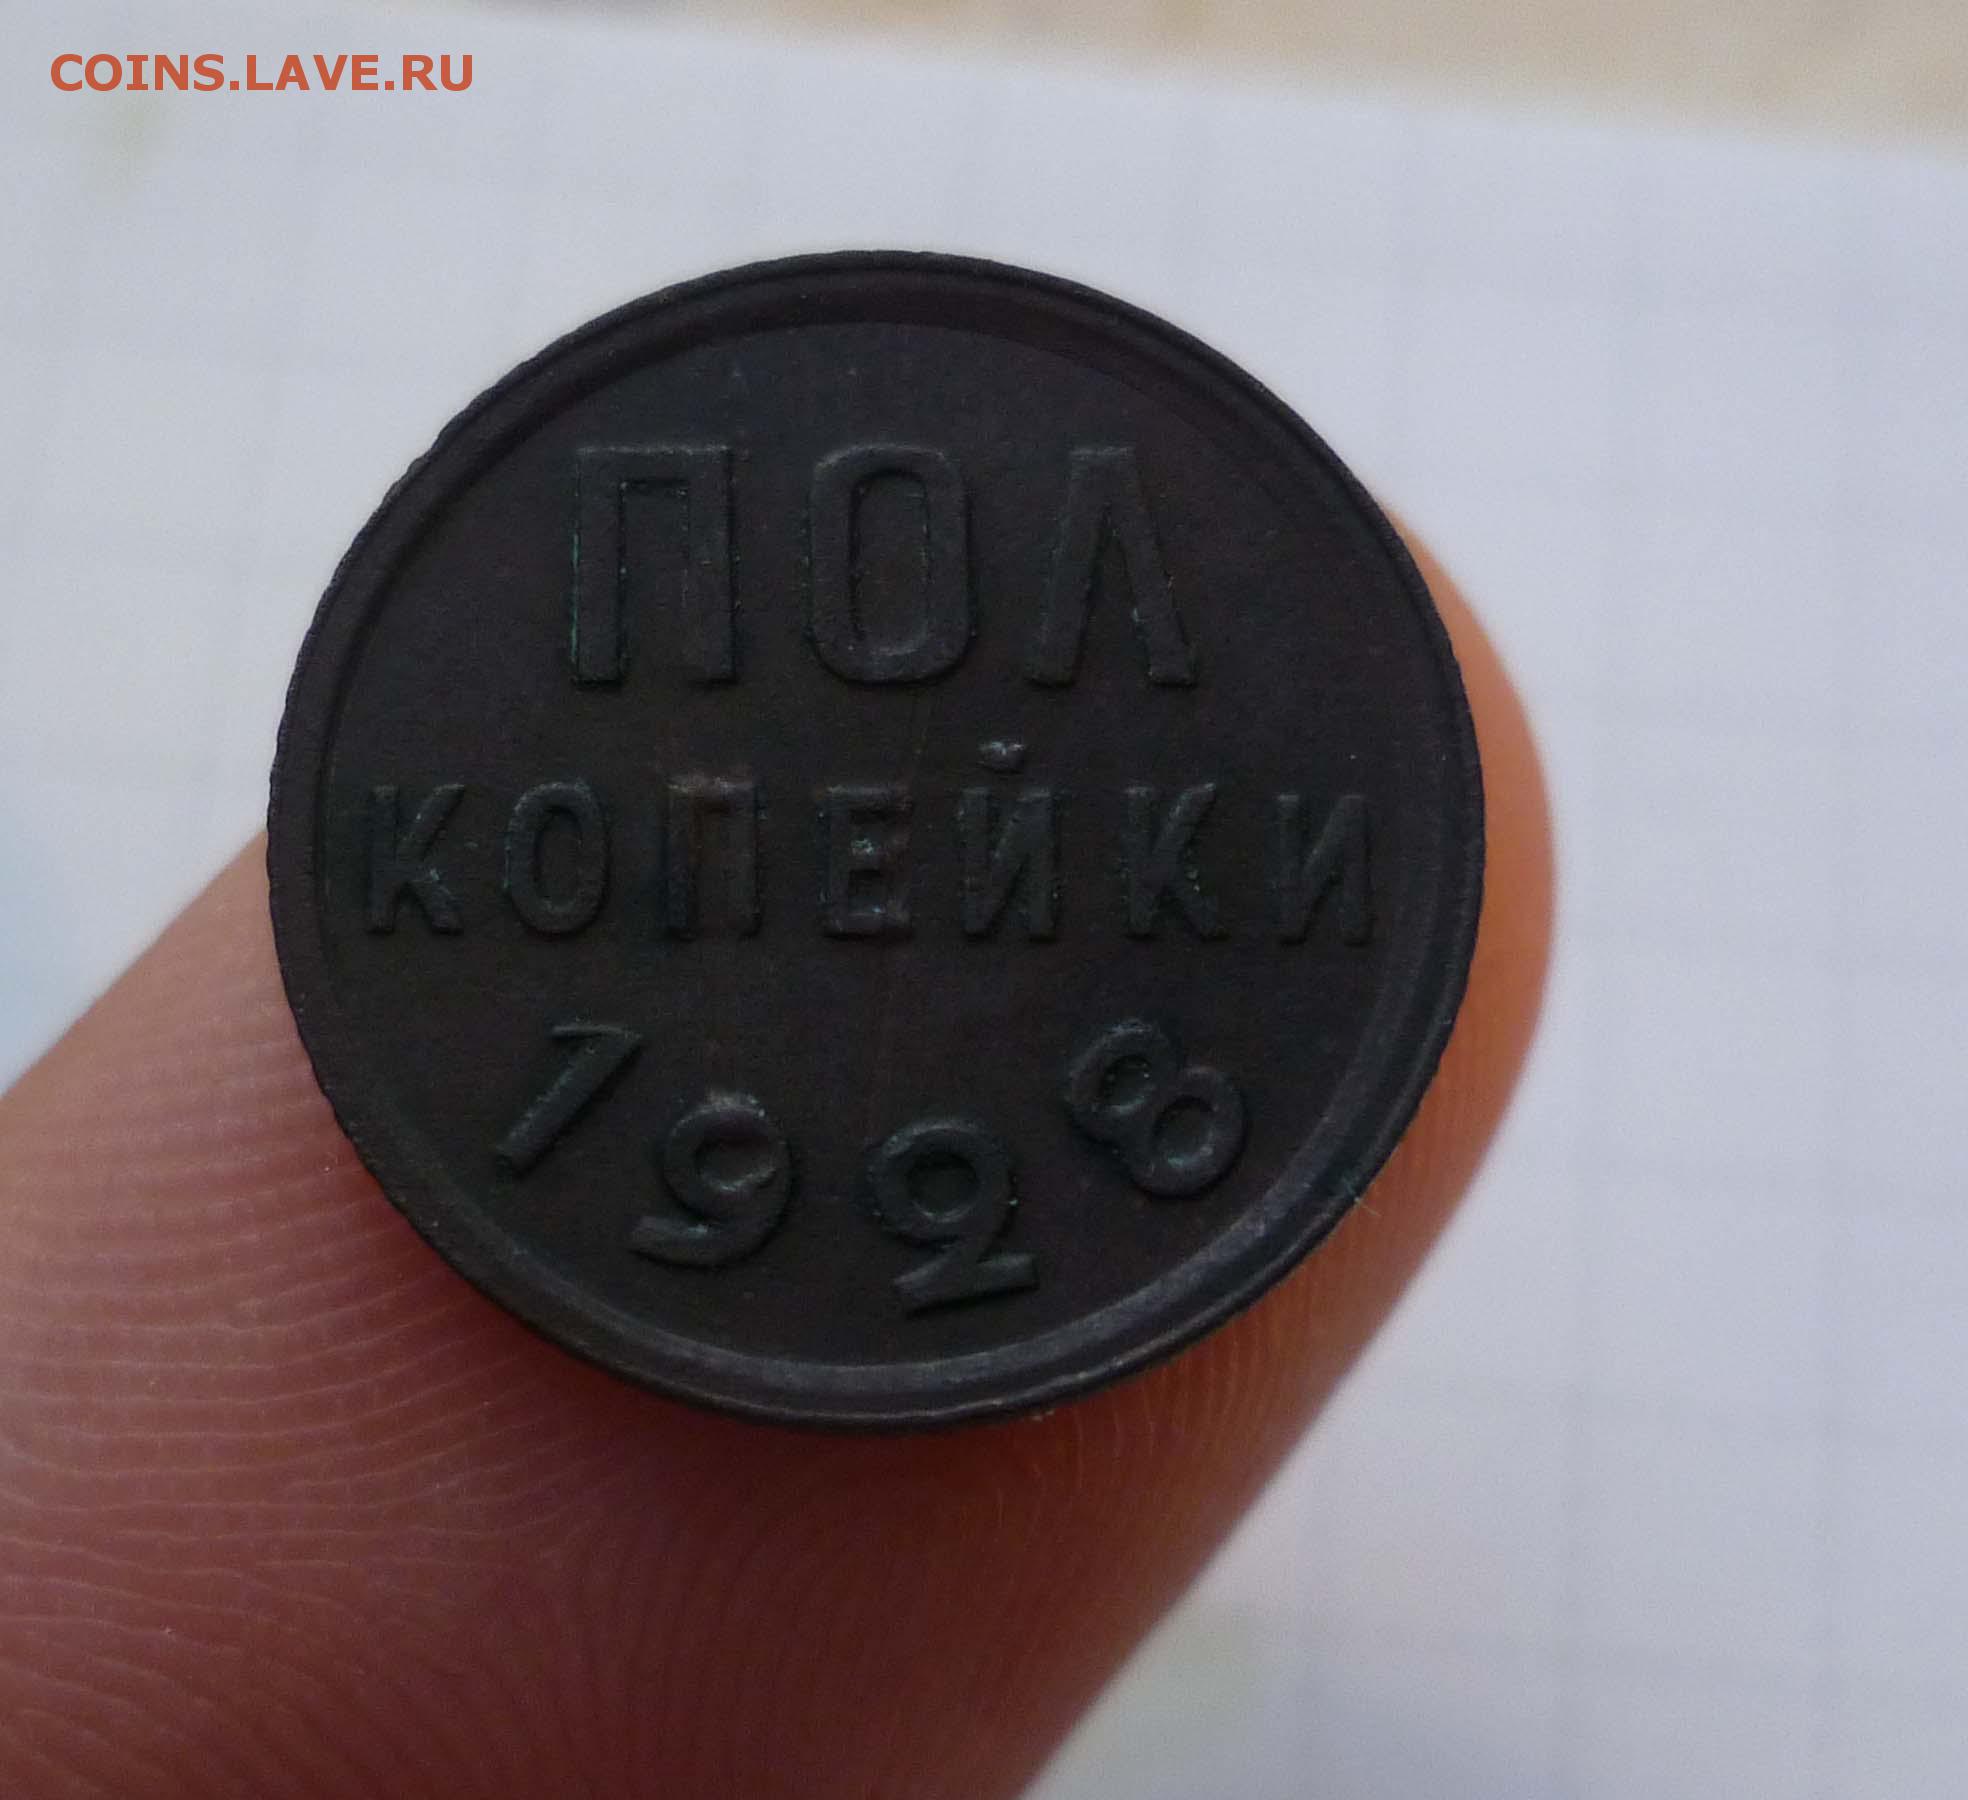 COINS.LAVE.RU
ПОЛ
КОПЕЙКИ
1928